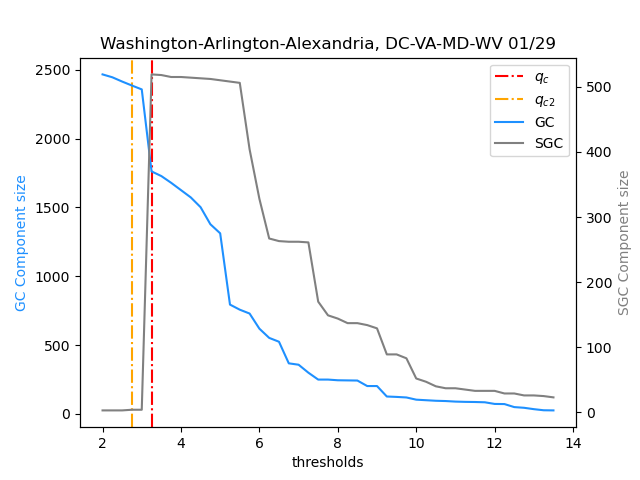 Washington-Arlington-Alexandria, DC-VA-MD-WV 01/29
GC Component size
2500
2000
1500
1000
500
0
q_c
q_c2
GC
SGC
500
400
300
200
100
0
SGC Component size
2 4 6 8 10 12 14
thresholds